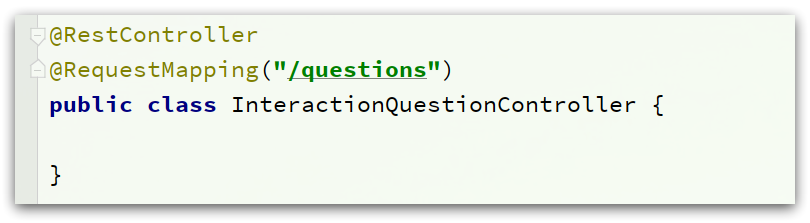 @RestController
@RequestMapping("/questions")
public class InteractionQuestionController {
}